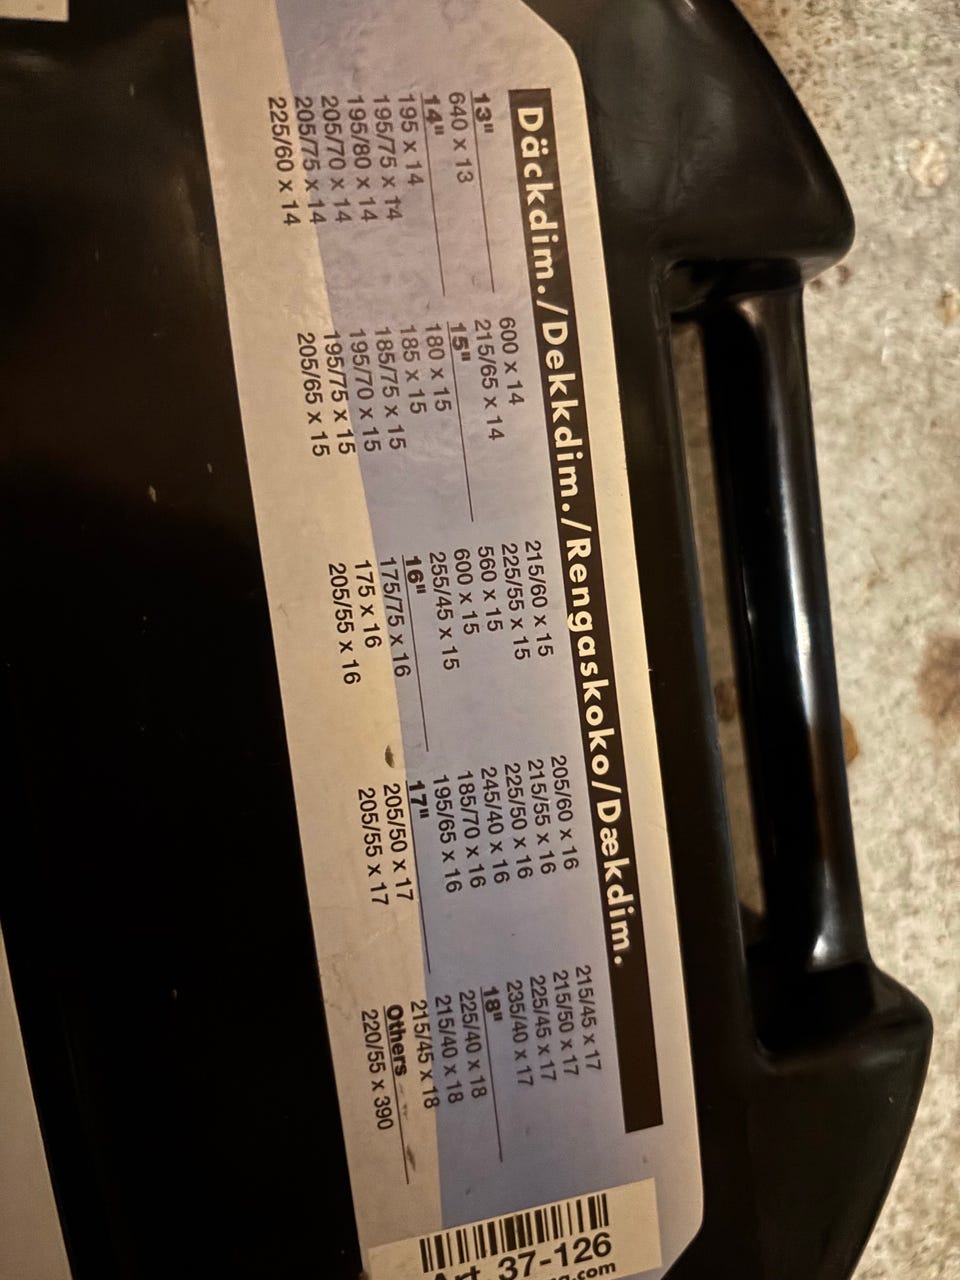 Däckdim./Dekkdim./Rengaskoko/Dækdim.
13"
640 x 13
14"
195 x 14
195/75 x 14
195/80 x 14
205/70 x 14
205/75 x 14
225/60 x 14
600 x 14
215/65 x 14
15"
180 x 15
185 x 15
185/75 x 15
195/70 x 15
195/75 x 15
205/65 x 15
215/60 x 15
225/55 x 15
560 x 15
600 x 15
255/45 x 15
16"
175/75 x 16
175 x 16
205/55 x 16
205/60 x 16
215/55 x 16
225/50 x 16
245/40 x 16
185/70 x 16
195/65 x 16
17"
205/50 x 17
205/55 x 17
215/45 x 17
215/50 x 17
225/45 x 17
235/40 x 17
18"
225/40 x 18
215/40 x 18
215/45 x 18
Others
220/55 x 390
Art 37-126